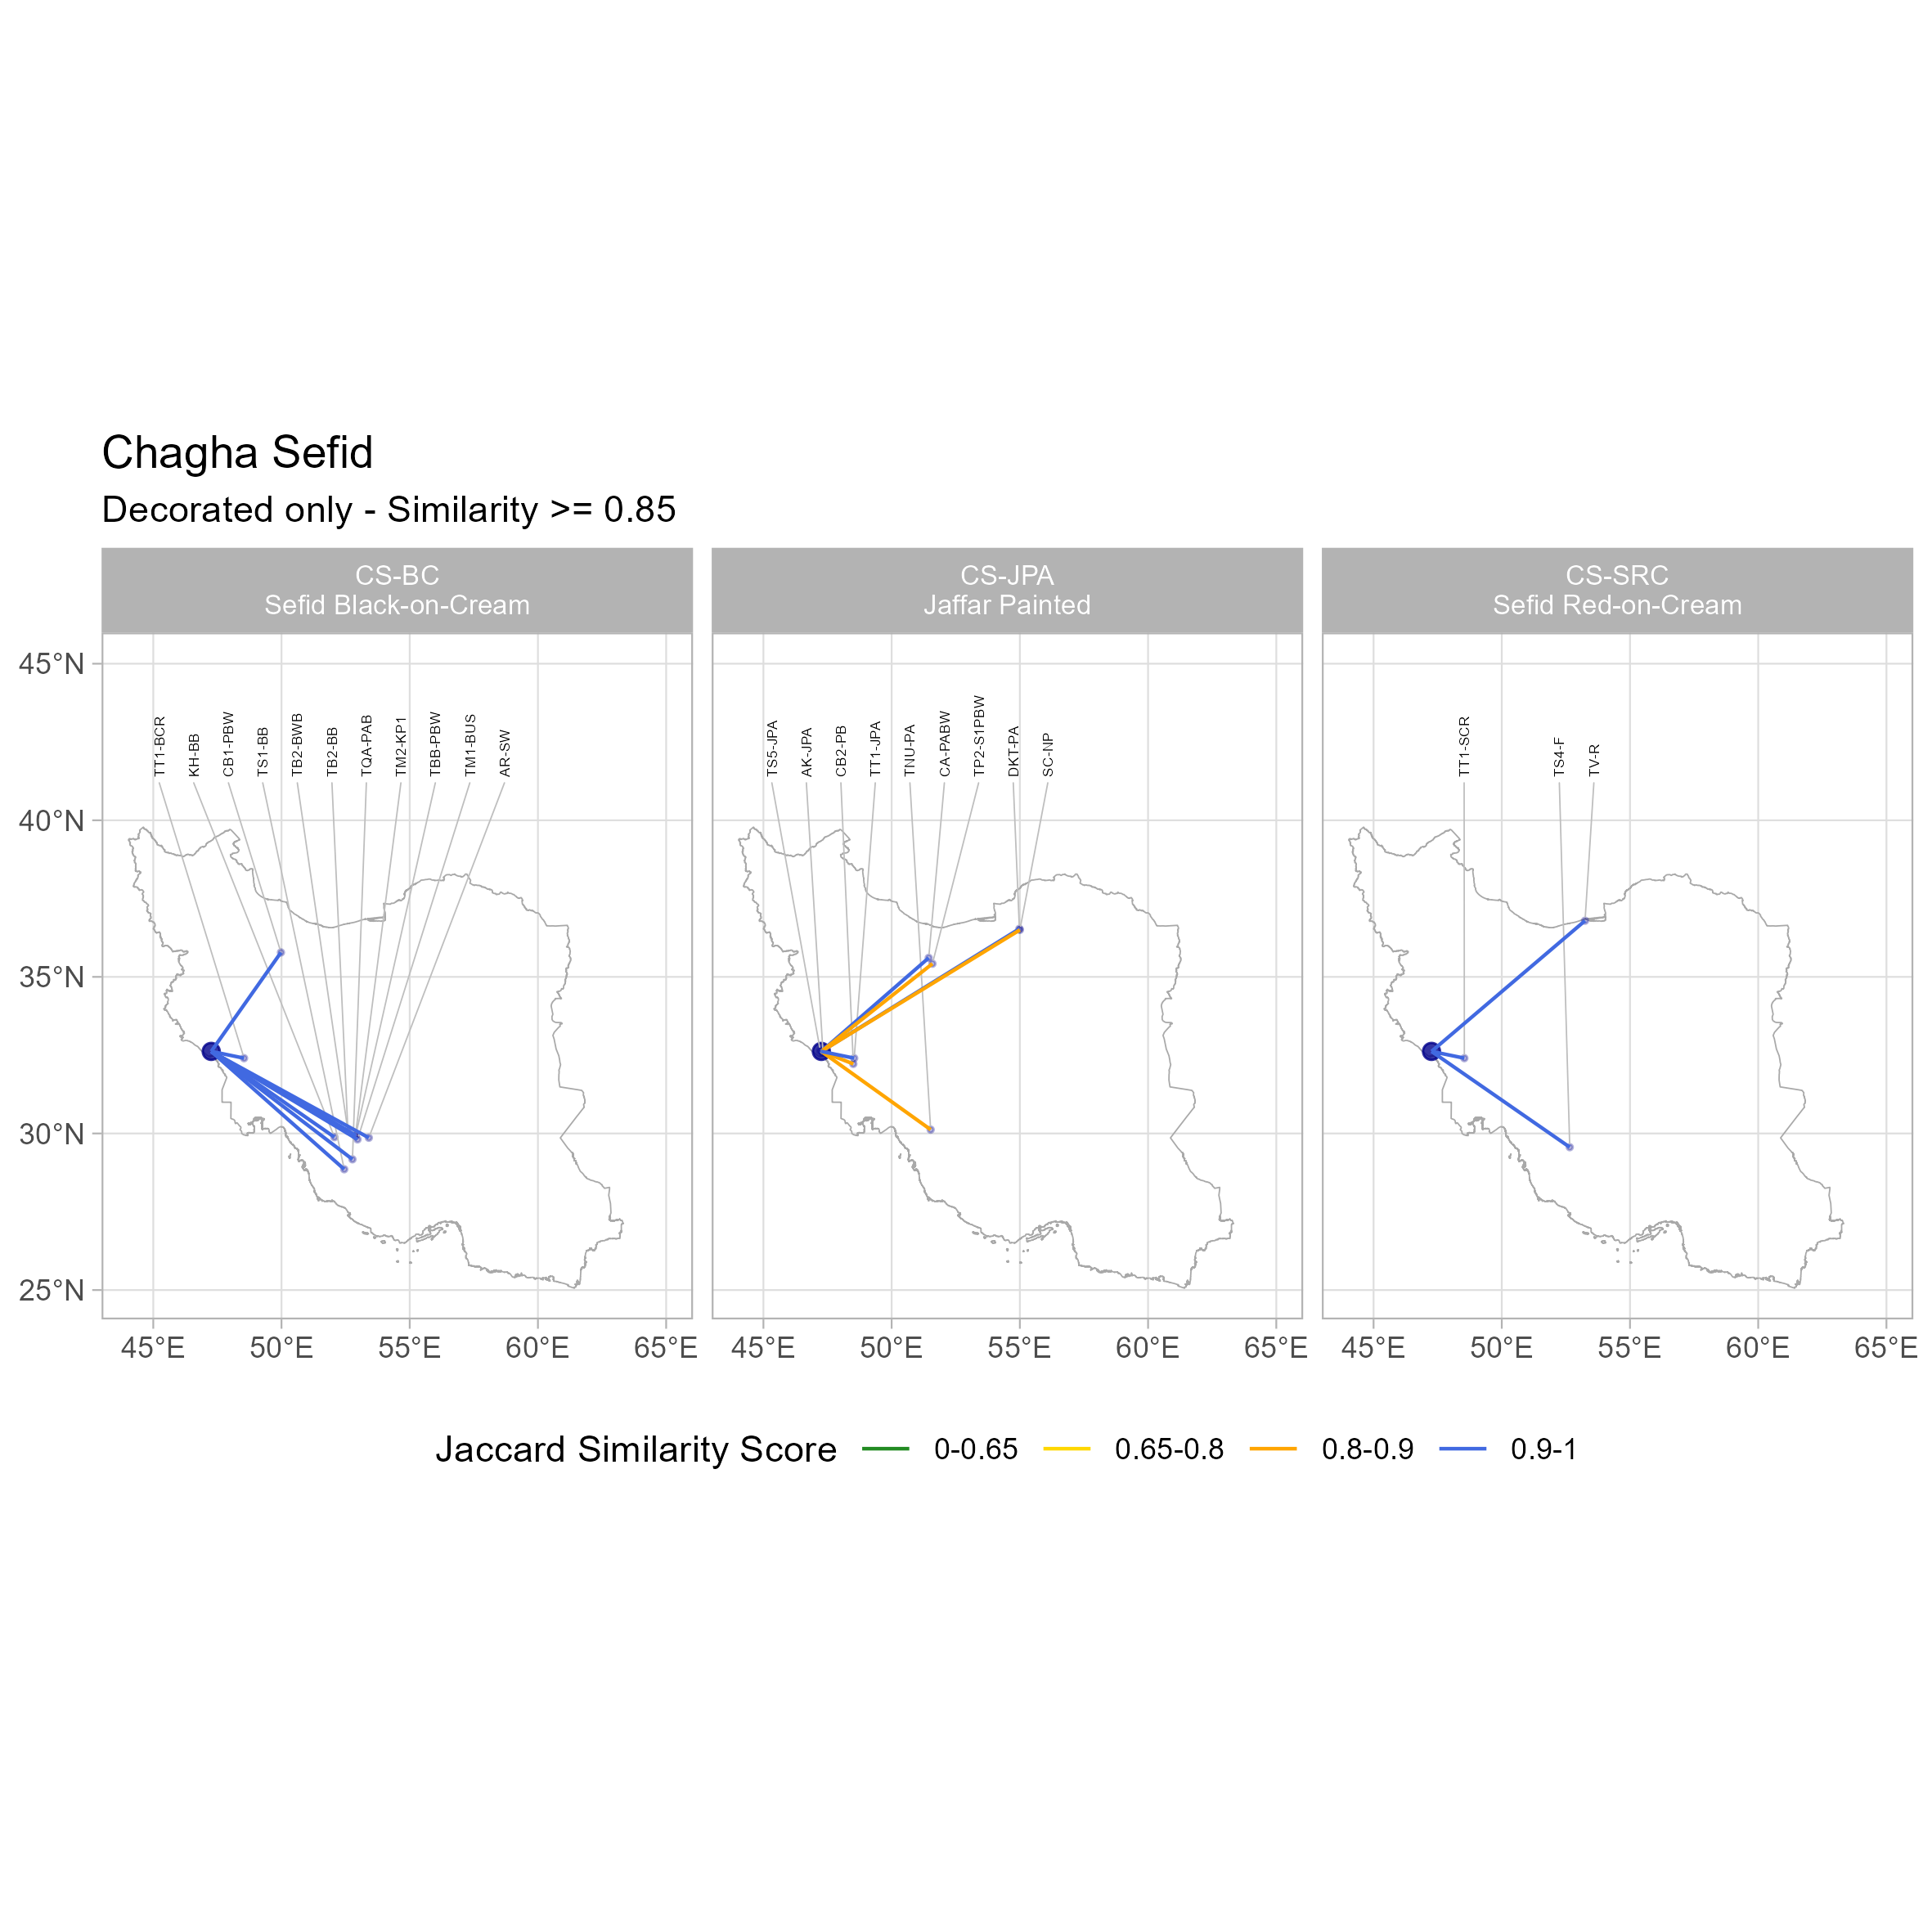 Chagha Sefid
Decorated only - Similarity >= 0.85
CS-BC
Sefid Black-on-Cream
CS-JPA
Jaffar Painted
CS-SRC
Sefid Red-on-Cream
TT1-BCR
KH-BB
CB1-PBW
TS1-BB
TB2-BWB
TB2-BB
TQA-PAB
TM2-KP1
TBB-PBW
TM1-BUS
AR-SW
TS5-JPA
AK-JPA
CB2-PB
TT1-JPA
TNU-PA
CA-PABW
TP2-S1PBW
DKT-PA
SC-NP
TT1-SCR
TS4-F
TV-R
45°N
40°N
35°N
30°N
25°N
45°E 50°E 55°E 60°E 65°E
45°E 50°E 55°E 60°E 65°E
45°E 50°E 55°E 60°E 65°E
Jaccard Similarity Score 0-0.65 0.65-0.8 0.8-0.9 0.9-1